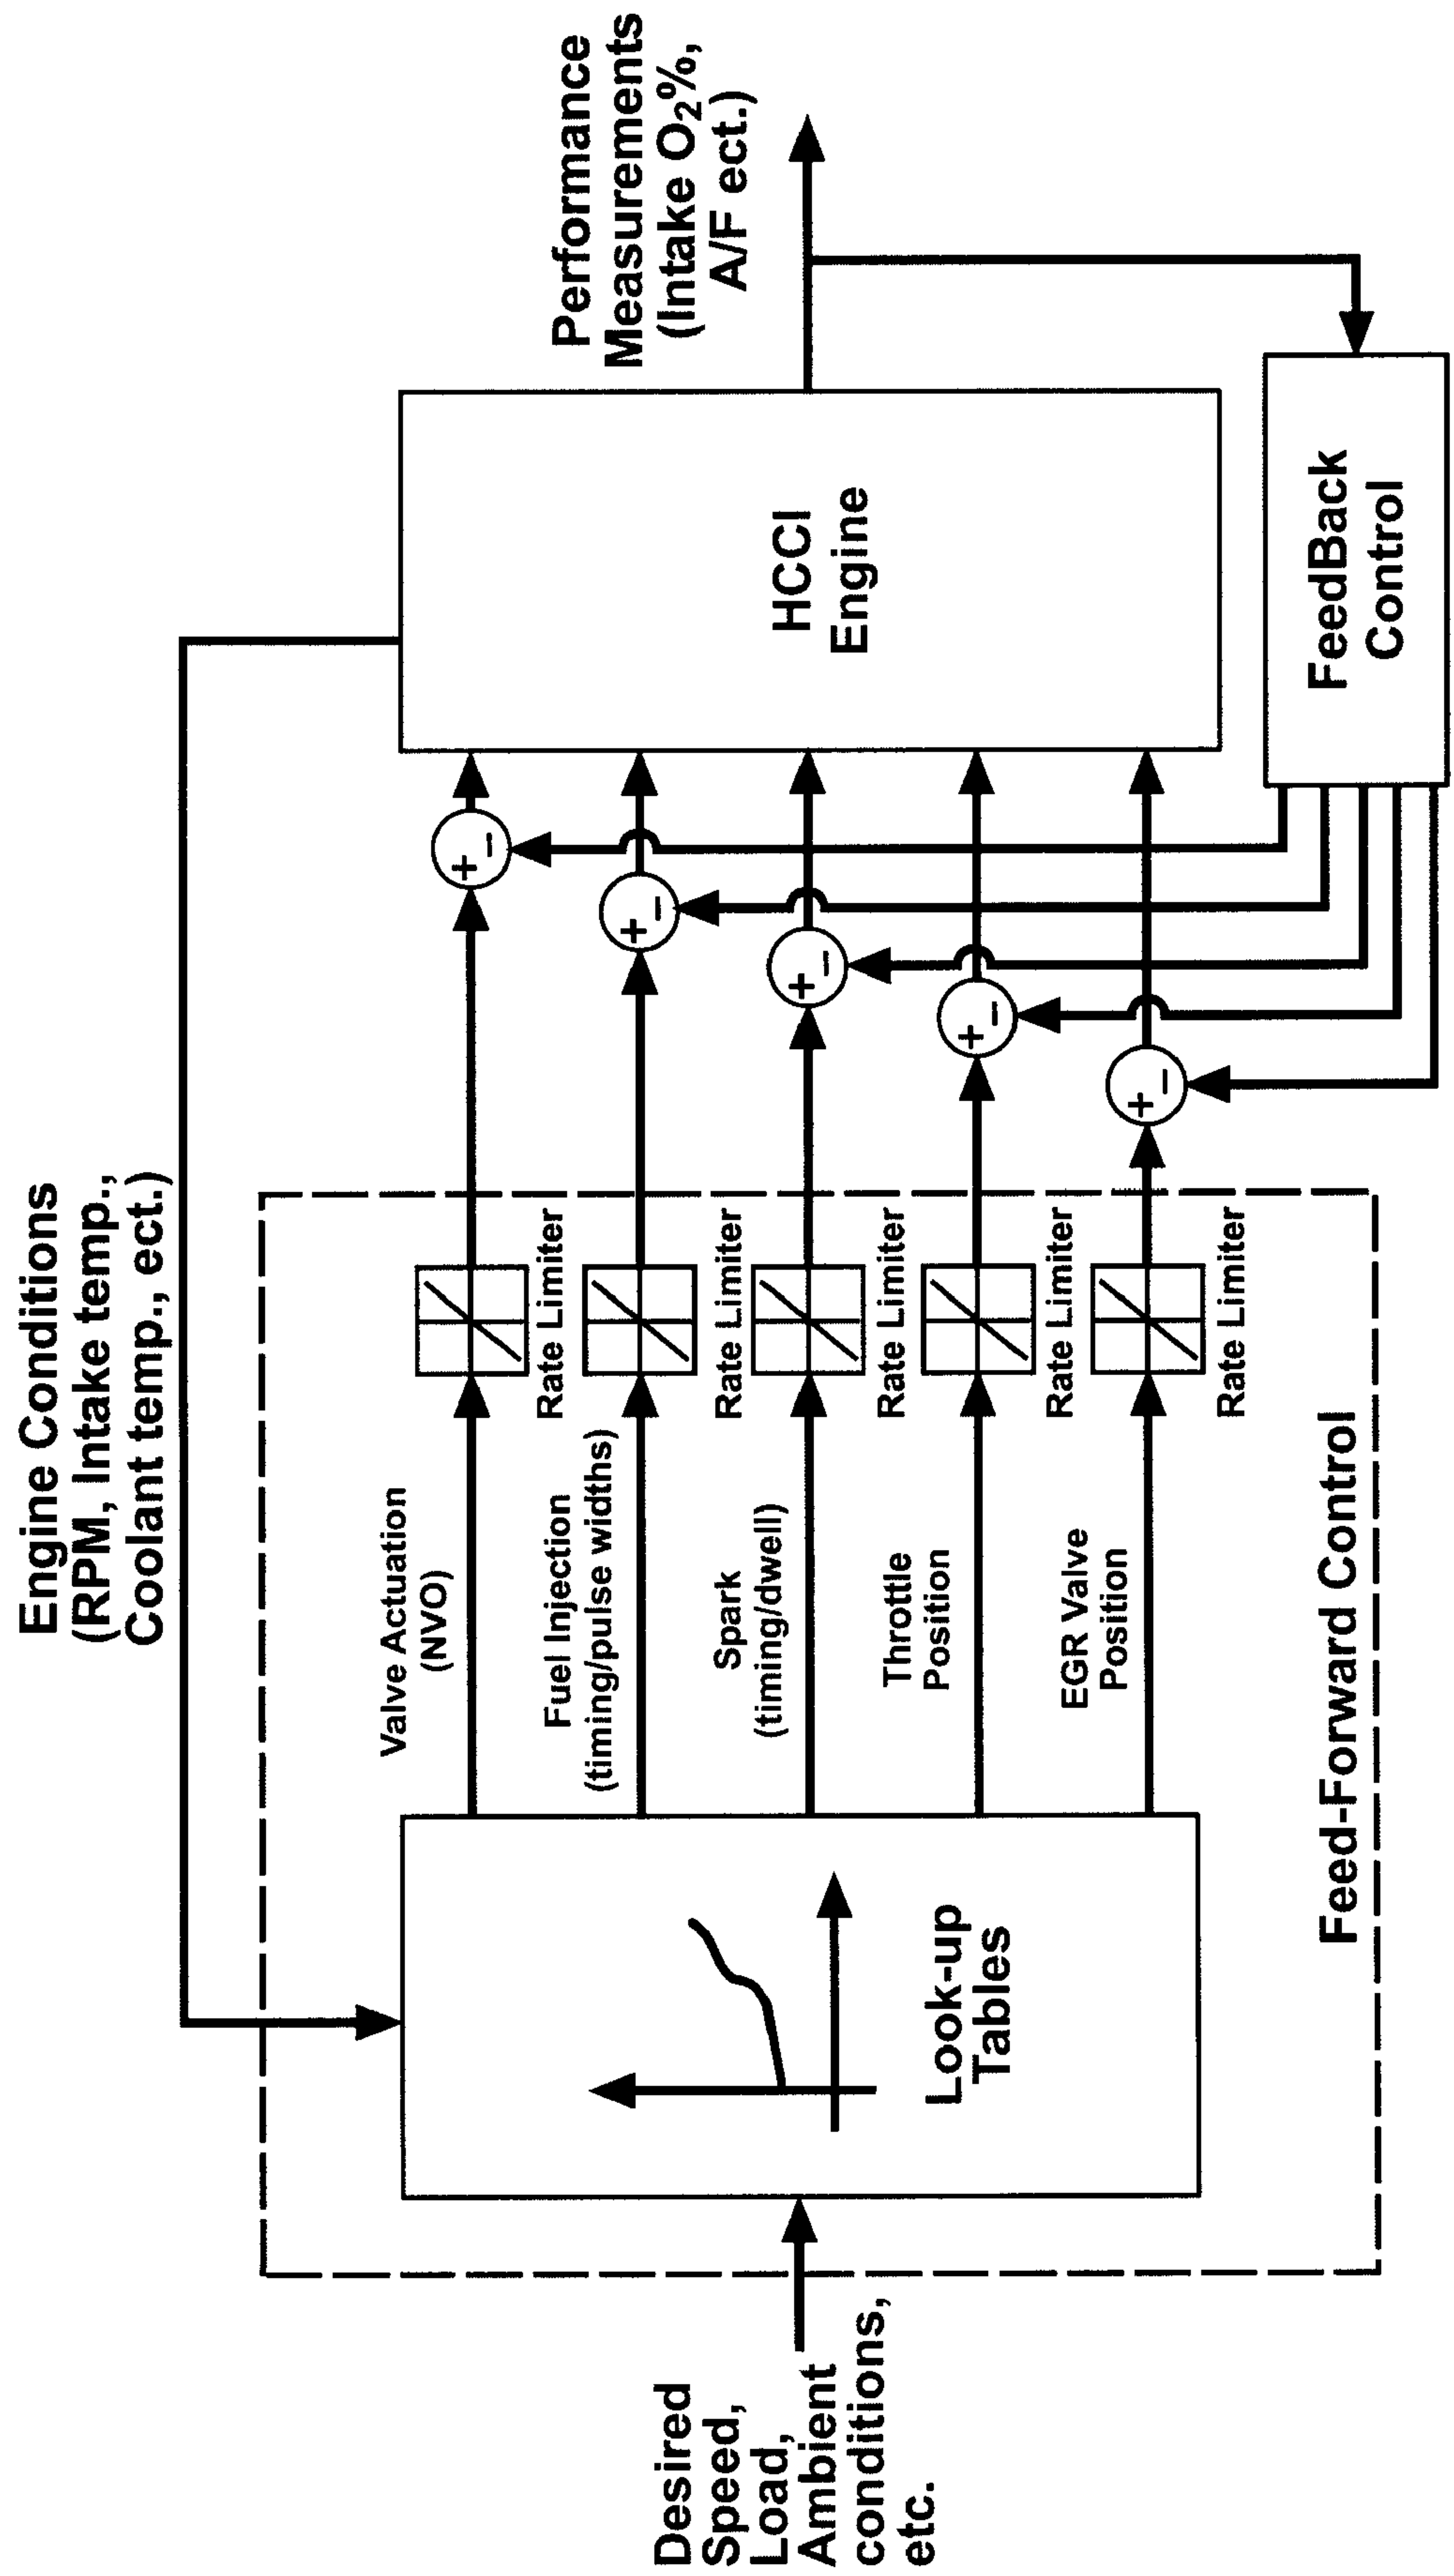 Engine Conditions
(RPM, Intake temp.,
Coolant temp., ect.)
Desired
Speed,
Load,
Ambient
conditions,
etc.
Look-up
Tables
Valve Actuation
(NVO)
Rate Limiter
Fuel Injection
(timing/pulse widths)
Rate Limiter
Spark
(timing/dwell)
Rate Limiter
Throttle
Position
Rate Limiter
EGR Valve
Position
Rate Limiter
Feed-Forward Control
+
−
+
−
+
−
+
−
+
−
HCCI
Engine
FeedBack
Control
Performance
Measurements
(Intake O₂%,
A/F ect.)